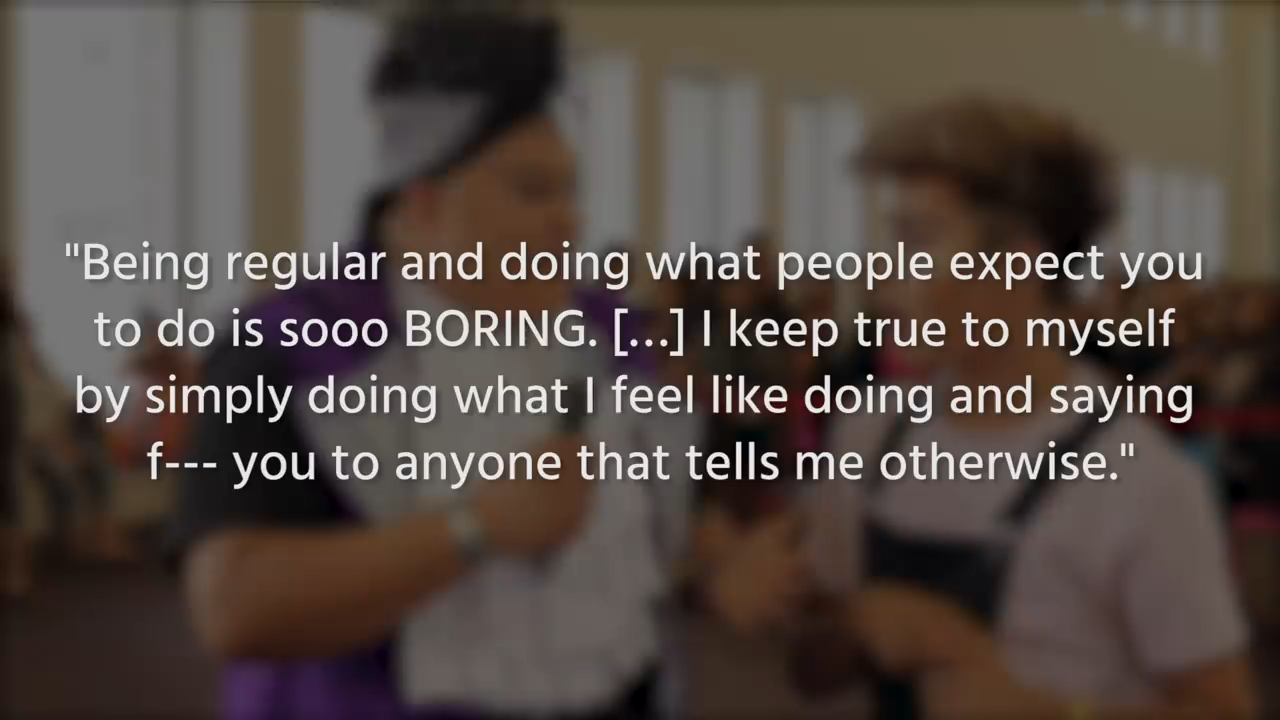 "Being regular and doing what people expect you
to do is sooo BORING. [...] I keep true to myself
by simply doing what I feel like doing and saying
f--- you to anyone that tells me otherwise."